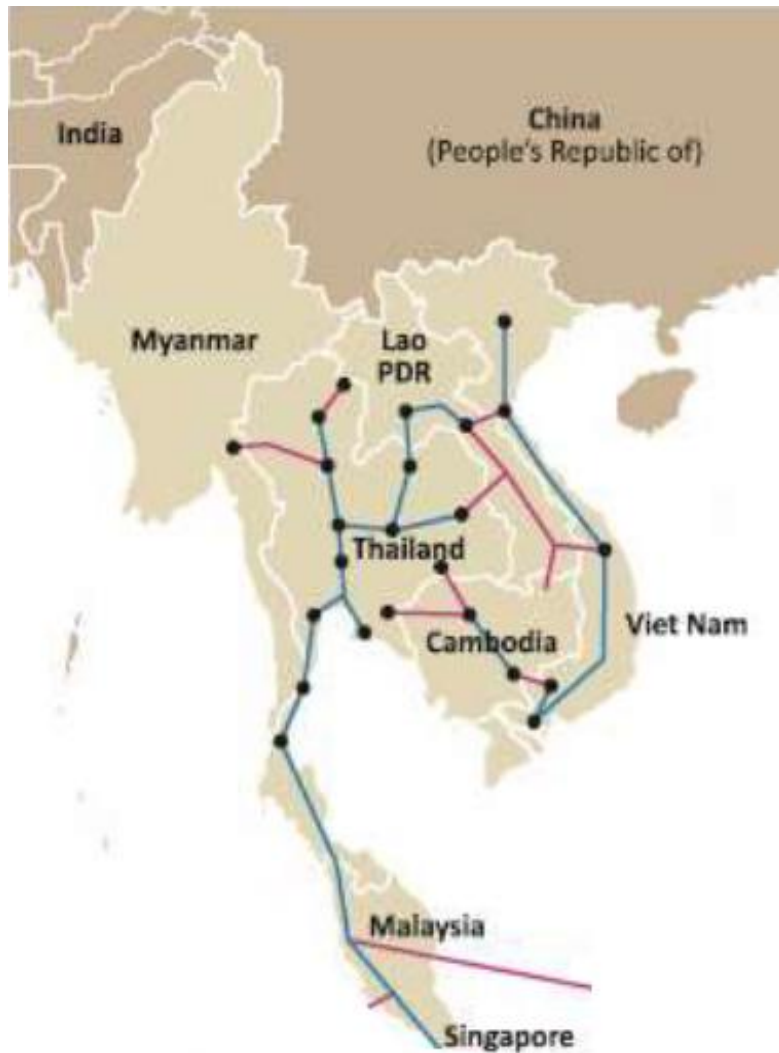 India
China
(People's Republic of)
Myanmar
Lao
PDR
Thailand
Cambodia
Viet Nam
Malaysia
Singapore